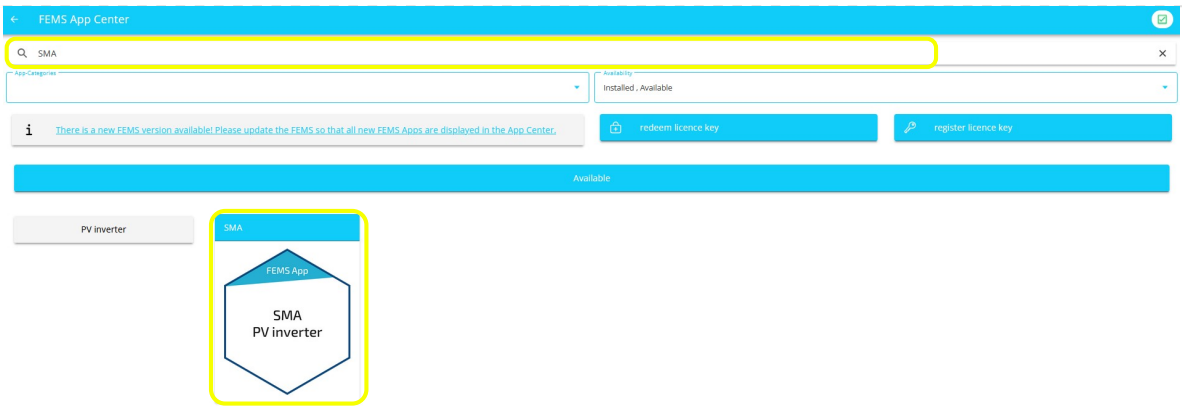 FEMS App Center
SMA
App-Categories
Availability
Installed , Available
There is a new FEMS version available! Please update the FEMS so that all new FEMS Apps are displayed in the App Center.
redeem licence key
register licence key
Available
PV inverter
SMA
FEMS App
SMA
PV inverter